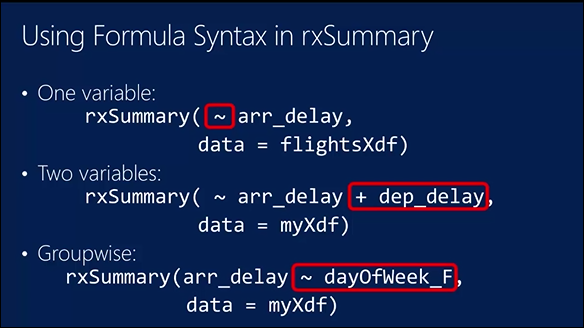 Using Formula Syntax in rxSummary
• One variable:
rxSummary( ~ arr_delay,
data = flightsXdf)
• Two variables:
rxSummary( ~ arr_delay + dep_delay,
data = myXdf)
• Groupwise:
rxSummary(arr_delay ~ dayOfWeek_F,
data = myXdf)